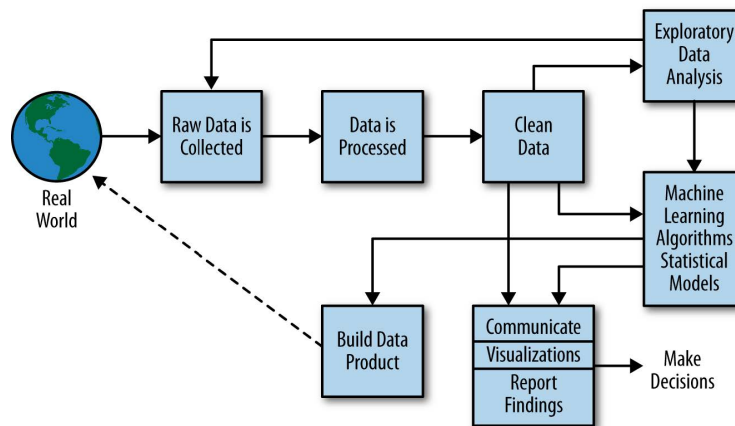 Exploratory
Data
Analysis
Raw Data is
Collected
Data is
Processed
Clean
Data
Real
World
Machine
Learning
Algorithms
Statistical
Models
Build Data
Product
Communicate
Visualizations
Report
Findings
Make
Decisions